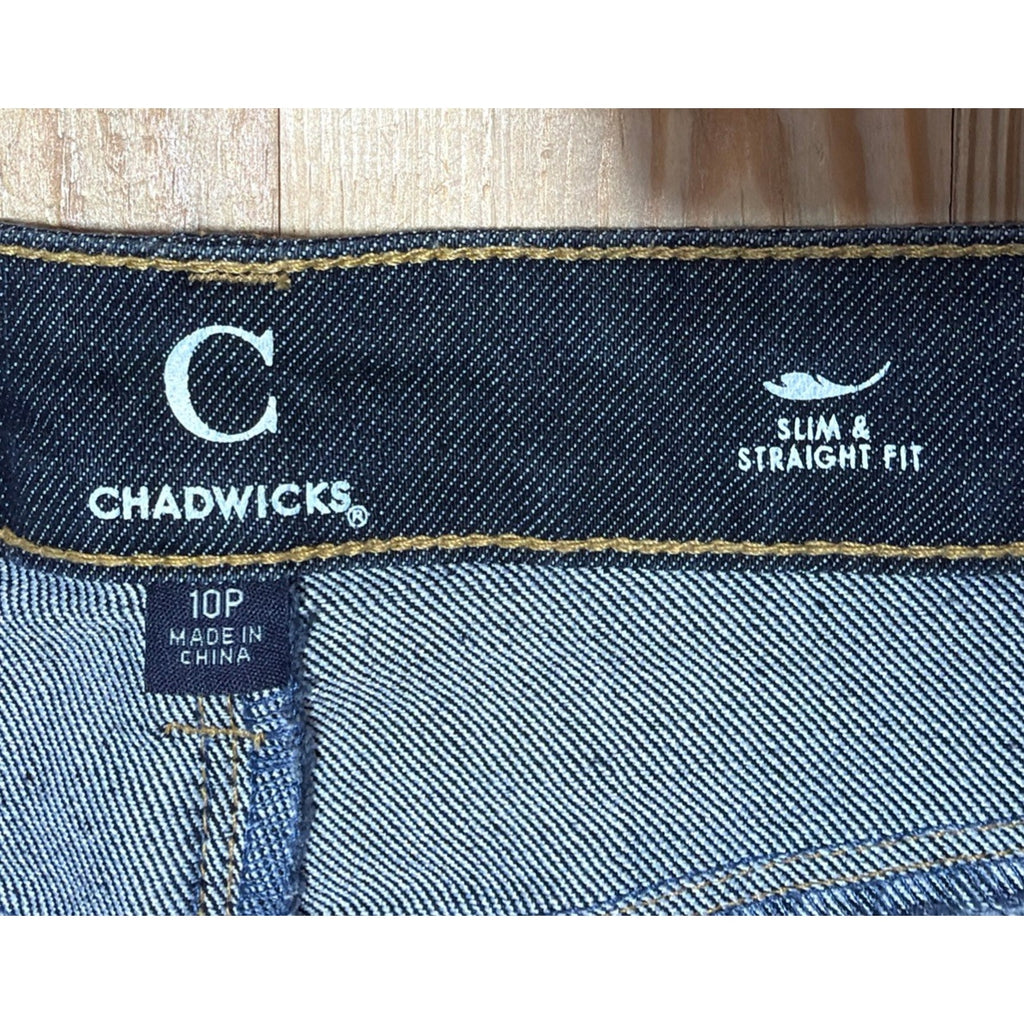 C
CHADWICKS®
SLIM &
STRAIGHT FIT
10P
MADE IN
CHINA